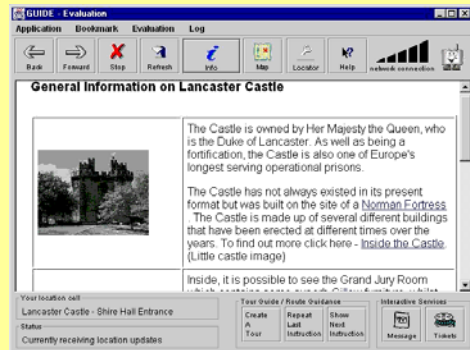 GUIDE - Evaluation
Application Bookmark Evaluation Log
Back Forward Stop Refresh Info Map Locator Help network connection
General Information on Lancaster Castle
The Castle is owned by Her Majesty the Queen, who
is the Duke of Lancaster. As well as being a
fortification, the Castle is also one of Europe's
longest serving operational prisons.
The Castle has not always existed in its present
format but was built on the site of a Norman Fortress
. The Castle is made up of several different buildings
that have been erected at different times over the
years. To find out more click here - Inside the Castle.
(Little castle image)
Inside, it is possible to see the Grand Jury Room
Your location cell
Lancaster Castle - Shire Hall Entrance
Status
Currently receiving location updates
Tour Guide / Route Guidance
Create A Tour
Repeat Last Instruction
Show Next Instruction
Interactive Services
Message Tickets